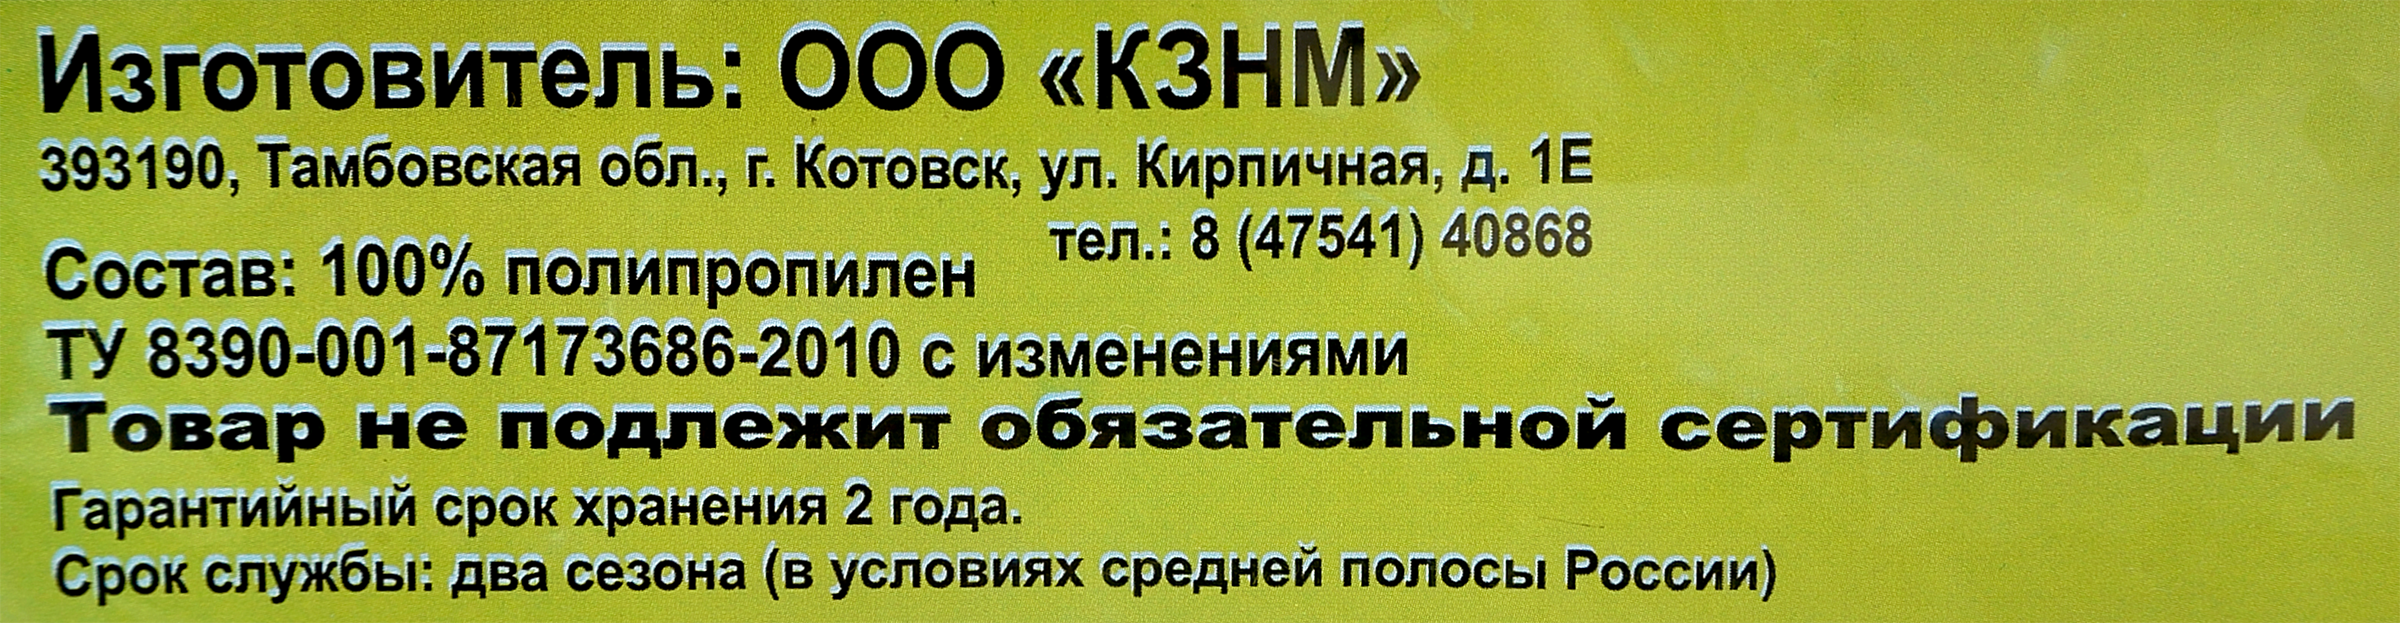 Изготовитель: ООО «КЗНМ»
393190, Тамбовская обл., г. Котовск, ул. Кирпичная, д. 1Е
тел.: 8 (47541) 40868
Состав: 100% полипропилен
ТУ 8390-001-87173686-2010 с изменениями
Товар не подлежит обязательной сертификации
Гарантийный срок хранения 2 года.
Срок службы: два сезона (в условиях средней полосы России)